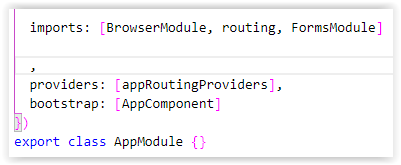 imports: [BrowserModule, routing, FormsModule]
,
providers: [appRoutingProviders],
bootstrap: [AppComponent]
})
export class AppModule {}